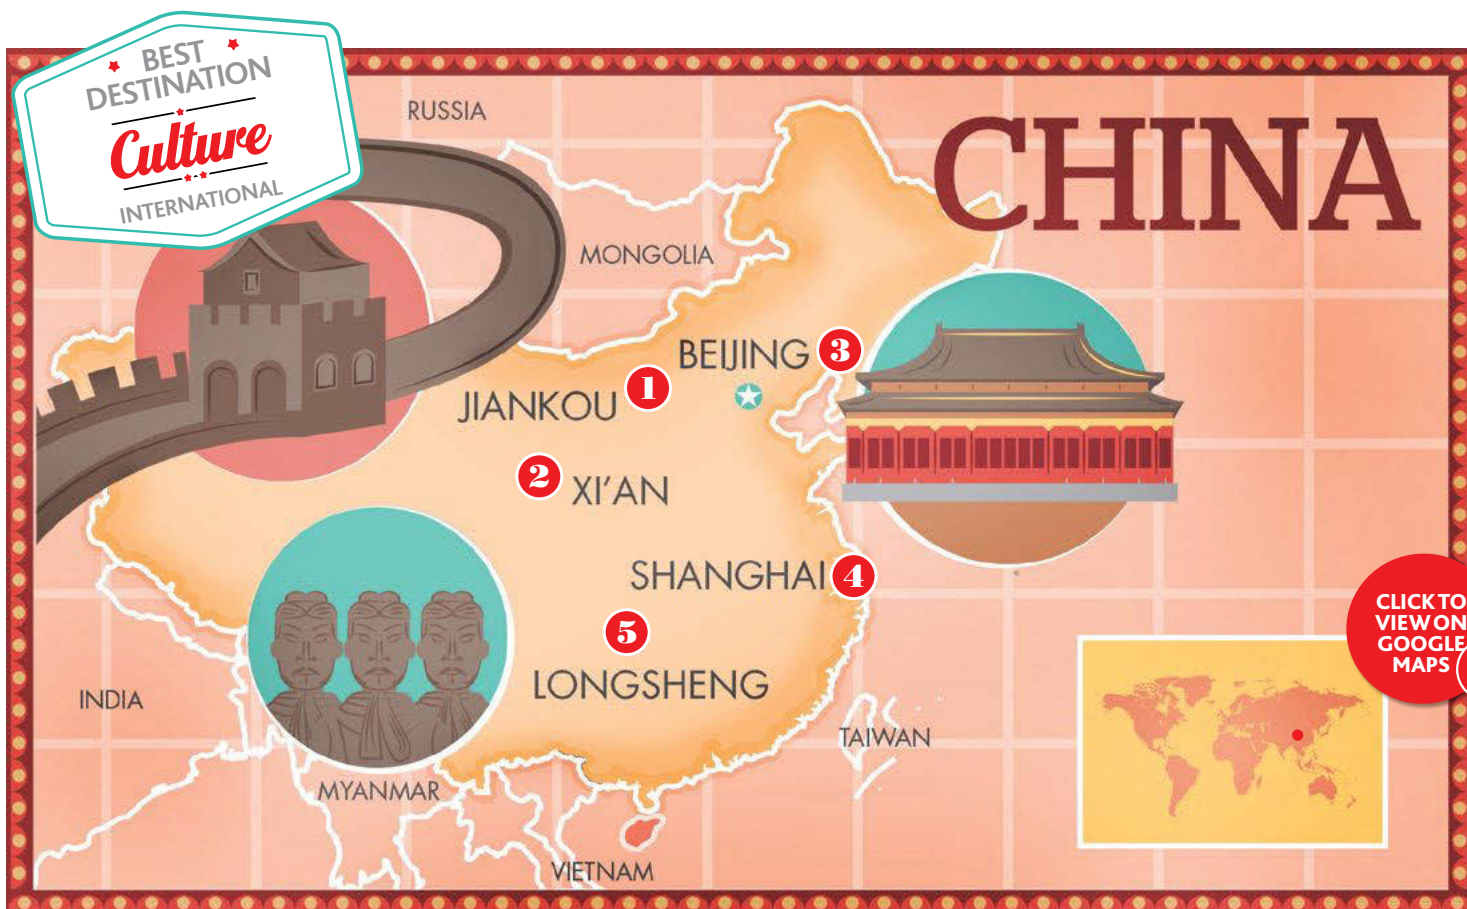 BEST
DESTINATION
Culture
INTERNATIONAL
RUSSIA
CHINA
MONGOLIA
BEIJING
3
JIANKOU
1
2
XI’AN
SHANGHAI
4
5
LONGSHENG
INDIA
TAIWAN
MYANMAR
VIETNAM
CLICK TO
VIEW ON
GOOGLE
MAPS